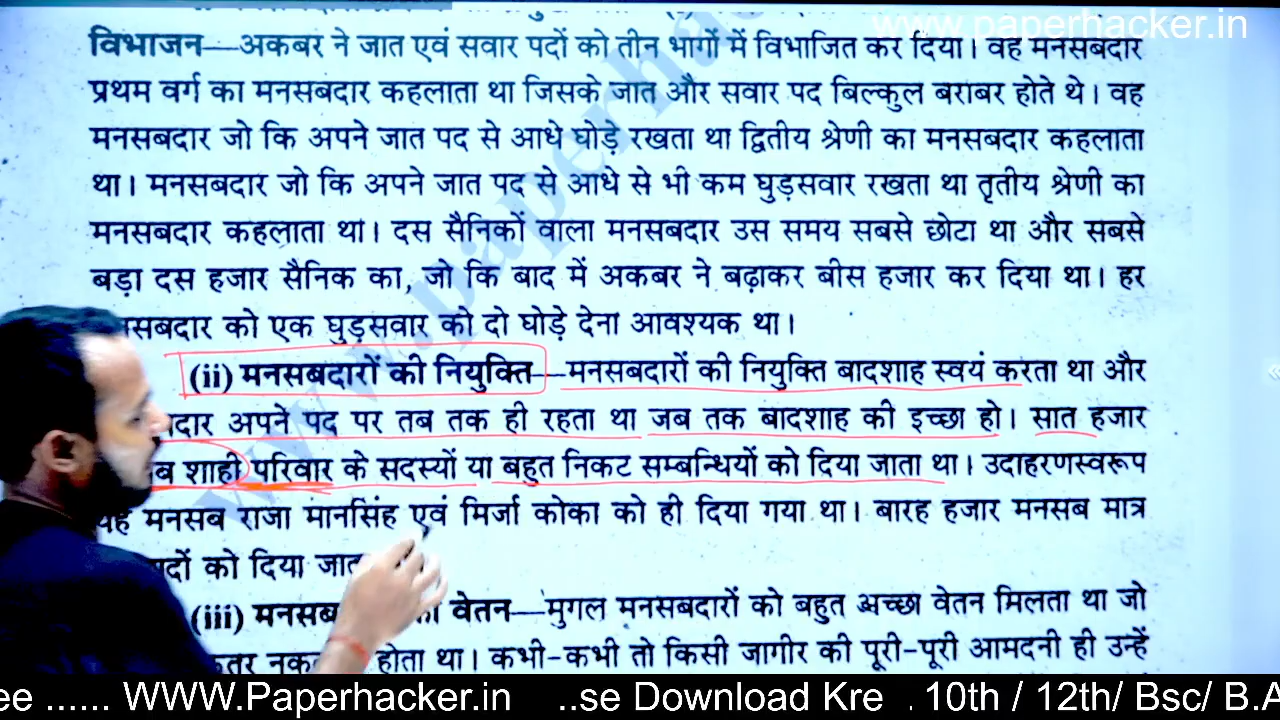 www.paperhacker.in
विभाजन—अकबर ने जात एवं सवार पदों को तीन भागों में विभाजित कर दिया। वह मनसबदार
प्रथम वर्ग का मनसबदार कहलाता था जिसके जात और सवार पद बिल्कुल बराबर होते थे। वह
मनसबदार जो कि अपने जात पद से आधे घोड़े रखता था द्वितीय श्रेणी का मनसबदार कहलाता
था। मनसबदार जो कि अपने जात पद से आधे से भी कम घुड़सवार रखता था तृतीय श्रेणी का
मनसबदार कहलाता था। दस सैनिकों वाला मनसबदार उस समय सबसे छोटा था और सबसे
बड़ा दस हजार सैनिक का, जो कि बाद में अकबर ने बढ़ाकर बीस हजार कर दिया था। हर
नसबदार को एक घुड़सवार को दो घोड़े देना आवश्यक था।
(ii) मनसबदारों की नियुक्ति—मनसबदारों की नियुक्ति बादशाह स्वयं करता था और
दार अपने पद पर तब तक ही रहता था जब तक बादशाह की इच्छा हो। सात हजार
ब शाही परिवार के सदस्यों या बहुत निकट सम्बन्धियों को दिया जाता था। उदाहरणस्वरूप
यह मनसब राजा मानसिंह एवं मिर्जा कोका को ही दिया गया था। बारह हजार मनसब मात्र
दों को दिया जात
(iii) मनसब वेतन—मुगल मनसबदारों को बहुत अच्छा वेतन मिलता था जो
होता था। कभी-कभी तो किसी जागीर की पूरी-पूरी आमदनी ही उन्हें
ee ...... WWW.Paperhacker.in ..se Download Kre . 10th / 12th/ Bsc/ B.A